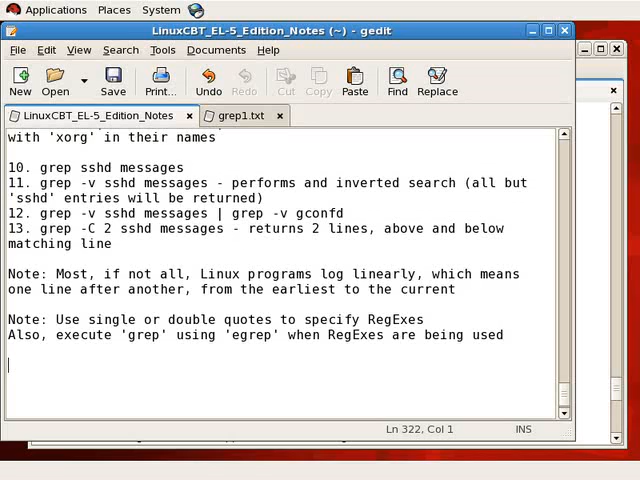 Applications Places System
LinuxCBT_EL-5_Edition_Notes (~) - gedit
File Edit View Search Tools Documents Help
New Open Save Print... Undo Redo Cut Copy Paste Find Replace
LinuxCBT_EL-5_Edition_Notes grep1.txt
with 'xorg' in their names
10. grep sshd messages
11. grep -v sshd messages - performs and inverted search (all but
'sshd' entries will be returned)
12. grep -v sshd messages | grep -v gconfd
13. grep -C 2 sshd messages - returns 2 lines, above and below
matching line
Note: Most, if not all, Linux programs log linearly, which means
one line after another, from the earliest to the current
Note: Use single or double quotes to specify RegExes
Also, execute 'grep' using 'egrep' when RegExes are being used
Ln 322, Col 1 INS